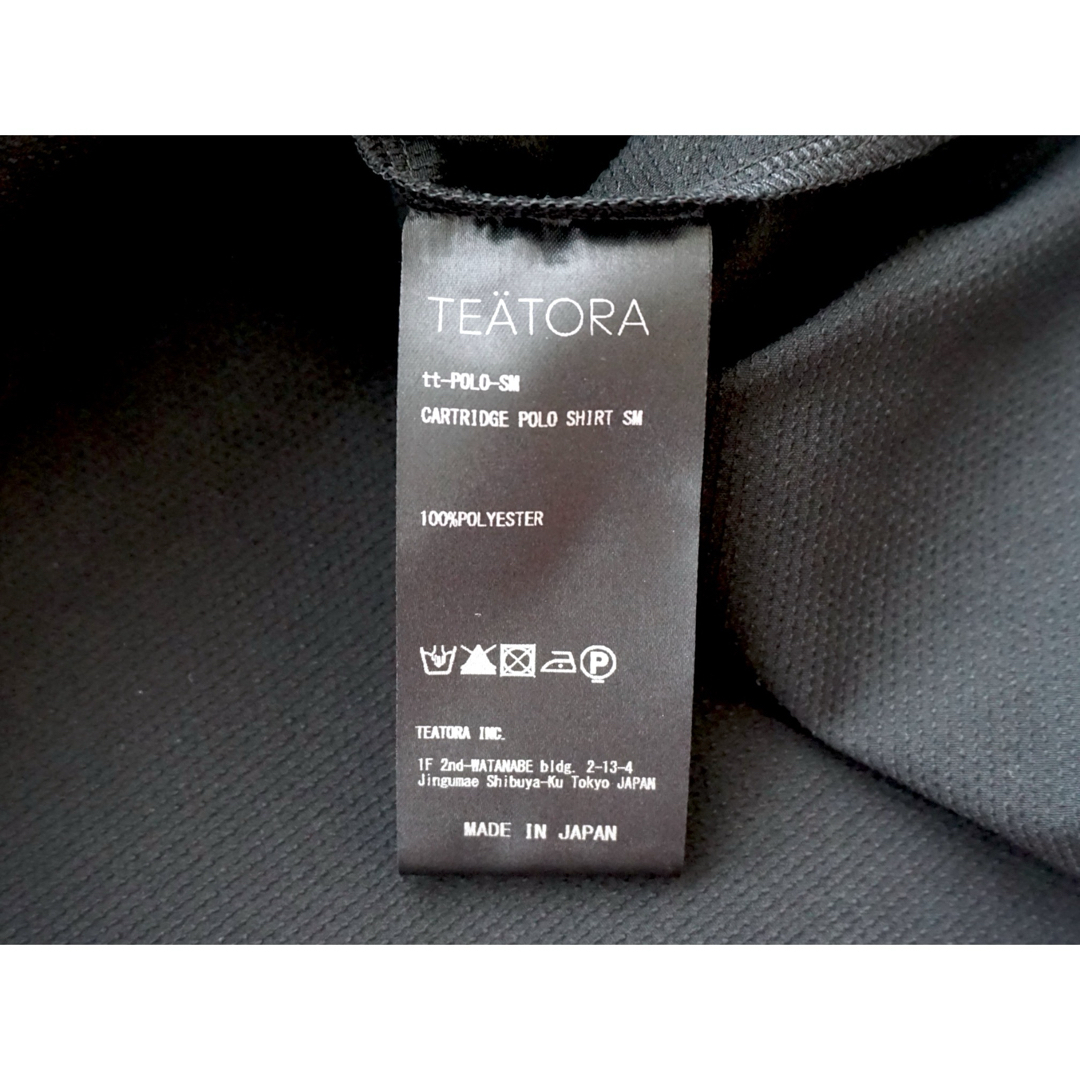 TEÄTORA
tt-POLO-SM
CARTRIDGE POLO SHIRT SM
100%POLYESTER
P
TEATORA INC.
1F 2nd-WATANABE bldg. 2-13-4
Jingumae Shibuya-Ku Tokyo JAPAN
MADE IN JAPAN